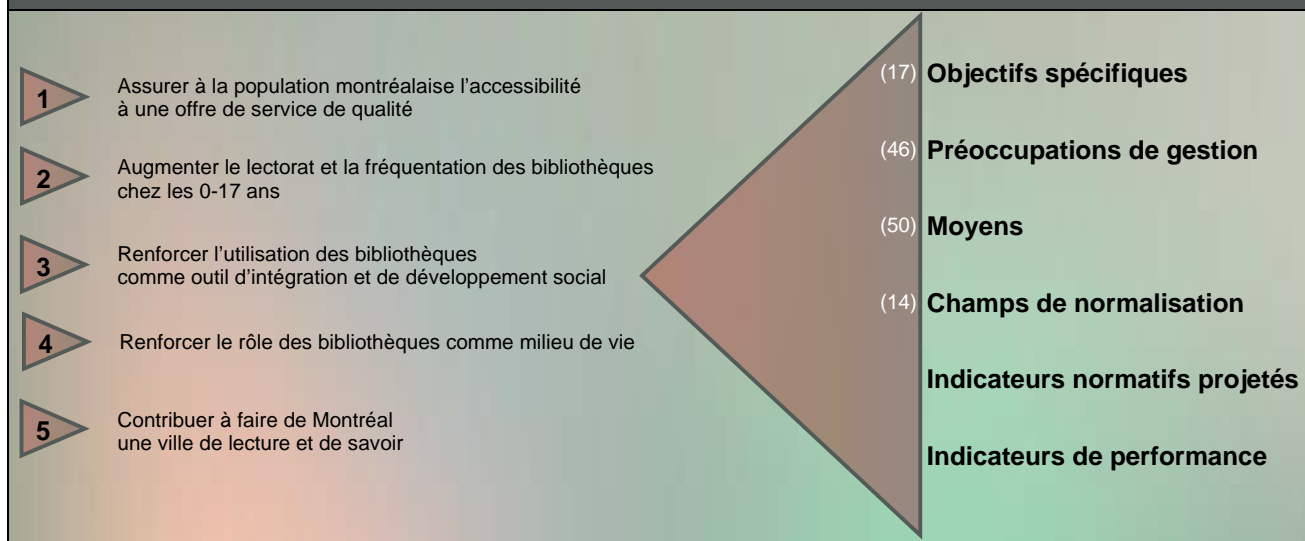 1
Assurer à la population montréalaise l’accessibilité
à une offre de service de qualité
2
Augmenter le lectorat et la fréquentation des bibliothèques
chez les 0-17 ans
3
Renforcer l’utilisation des bibliothèques
comme outil d’intégration et de développement social
4
Renforcer le rôle des bibliothèques comme milieu de vie
5
Contribuer à faire de Montréal
une ville de lecture et de savoir
(17) Objectifs spécifiques
(46) Préoccupations de gestion
(50) Moyens
(14) Champs de normalisation
Indicateurs normatifs projetés
Indicateurs de performance